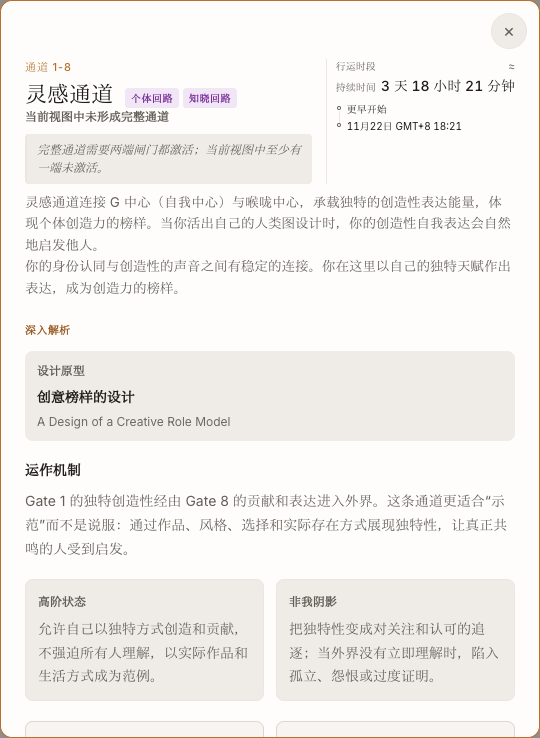 通道 1-8
灵感通道 个体回路 知晓回路
当前视图中未形成完整通道
完整通道需要两端闸门都激活；当前视图中至少有
一端未激活。
行运时段 ≈
持续时间 3 天 18 小时 21 分钟
更早开始
11月22日 GMT+8 18:21
灵感通道连接 G 中心（自我中心）与喉咙中心，承载独特的创造性表达能量，体
现个体创造力的榜样。当你活出自己的人类图设计时，你的创造性自我表达会自然
地启发他人。
你的身份认同与创造性的声音之间有稳定的连接。你在这里以自己的独特天赋作出
表达，成为创造力的榜样。
深入解析
设计原型
创意榜样的设计
A Design of a Creative Role Model
运作机制
Gate 1 的独特创造性经由 Gate 8 的贡献和表达进入外界。这条通道更适合“示
范”而不是说服：通过作品、风格、选择和实际存在方式展现独特性，让真正共
鸣的人受到启发。
高阶状态
允许自己以独特方式创造和贡献，
不强迫所有人理解，以实际作品和
生活方式成为范例。
非我阴影
把独特性变成对关注和认可的追
逐；当外界没有立即理解时，陷入
孤立、怨恨或过度证明。